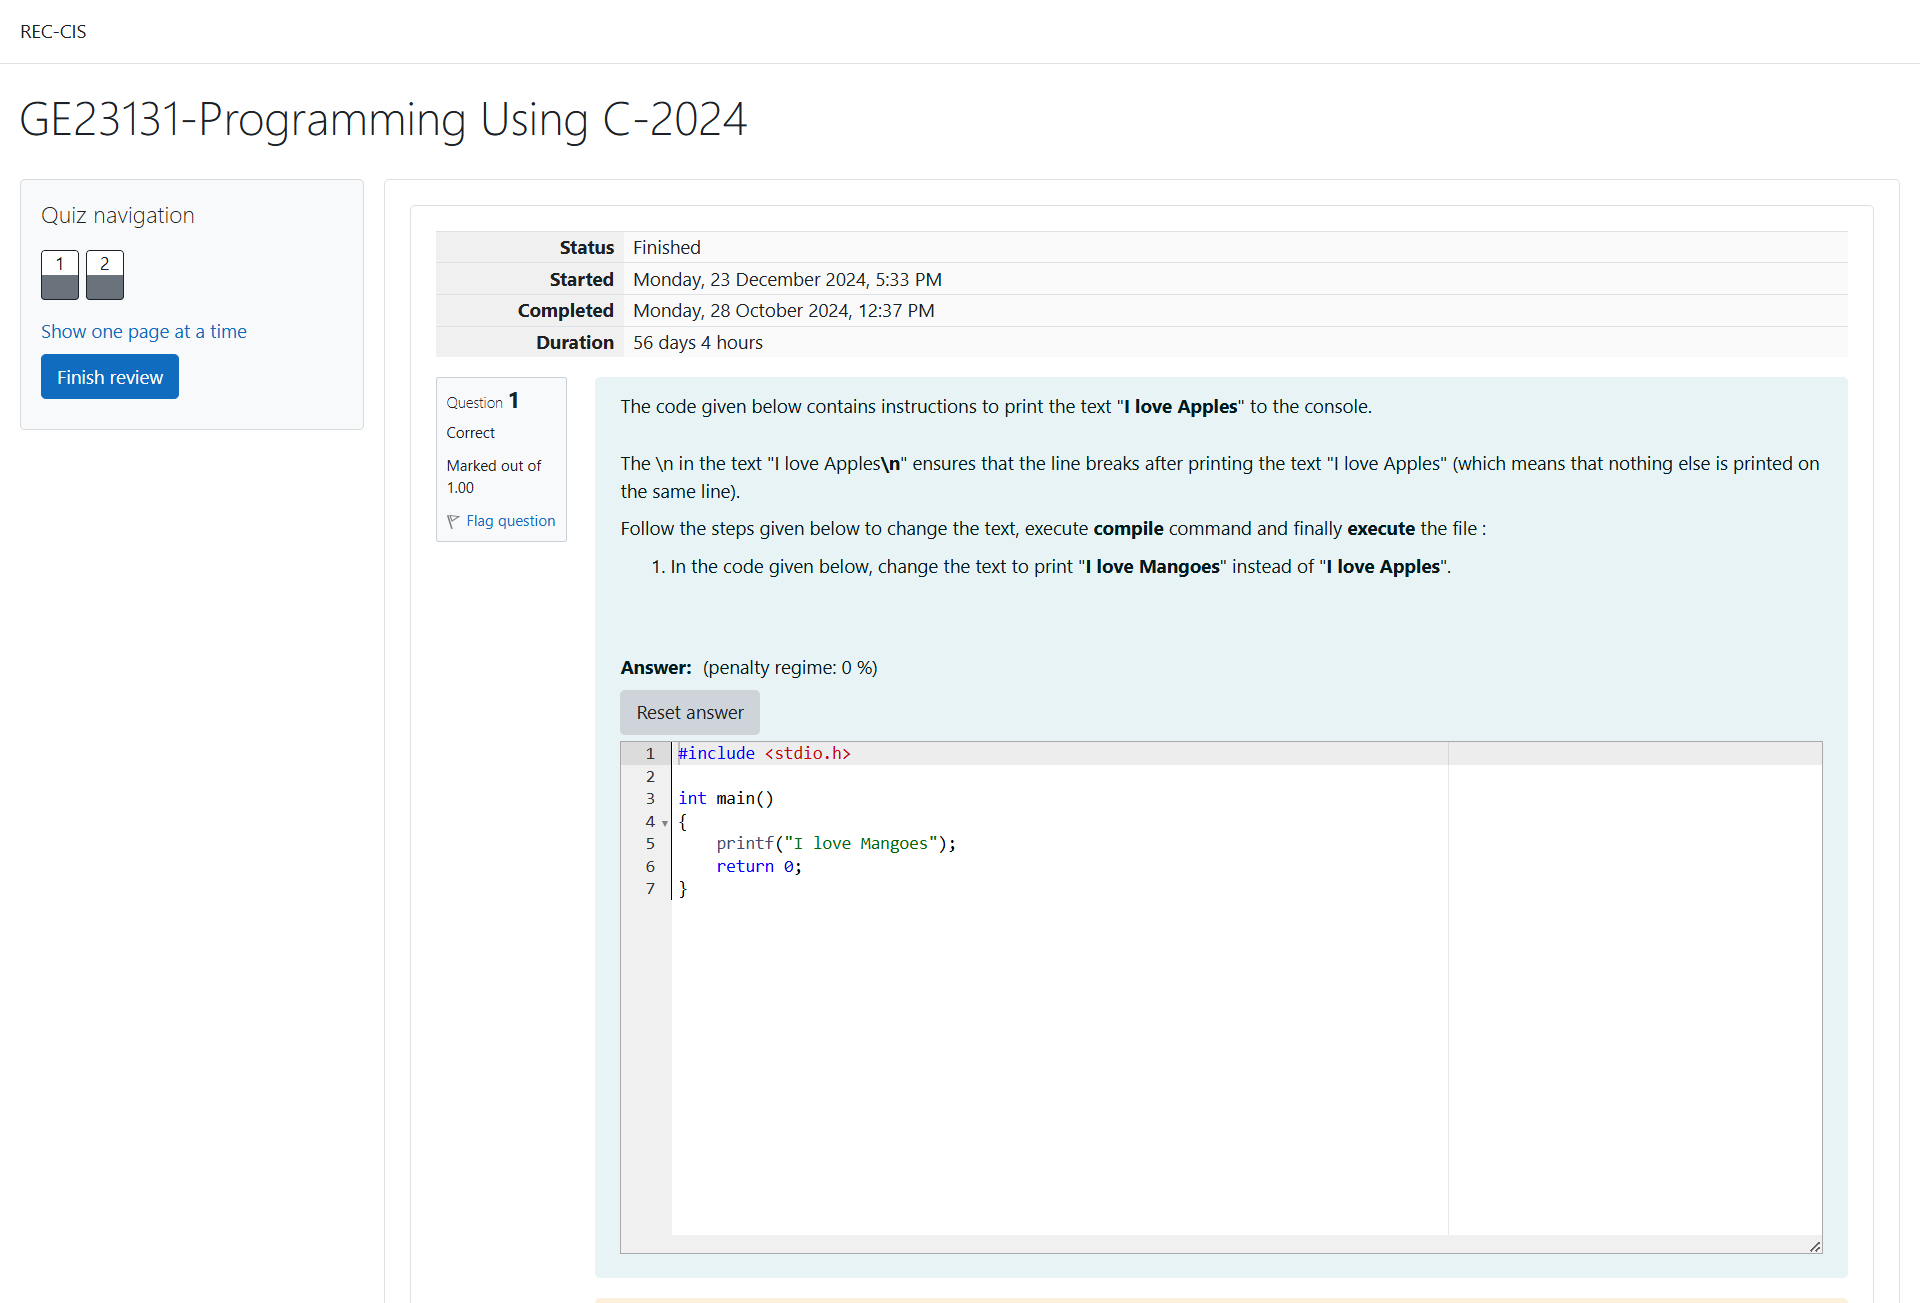 REC-CIS
GE23131-Programming Using C-2024
Quiz navigation
1 2
Show one page at a time
Finish review
Status Finished
Started Monday, 23 December 2024, 5:33 PM
Completed Monday, 28 October 2024, 12:37 PM
Duration 56 days 4 hours
Question 1
Correct
Marked out of
1.00
Flag question
The code given below contains instructions to print the text "I love Apples" to the console.
The \n in the text "I love Apples\n" ensures that the line breaks after printing the text "I love Apples" (which means that nothing else is printed on
the same line).
Follow the steps given below to change the text, execute compile command and finally execute the file :
1. In the code given below, change the text to print "I love Mangoes" instead of "I love Apples".
Answer: (penalty regime: 0 %)
Reset answer
1 #include <stdio.h>
2
3 int main()
4 {
5     printf("I love Mangoes");
6     return 0;
7 }